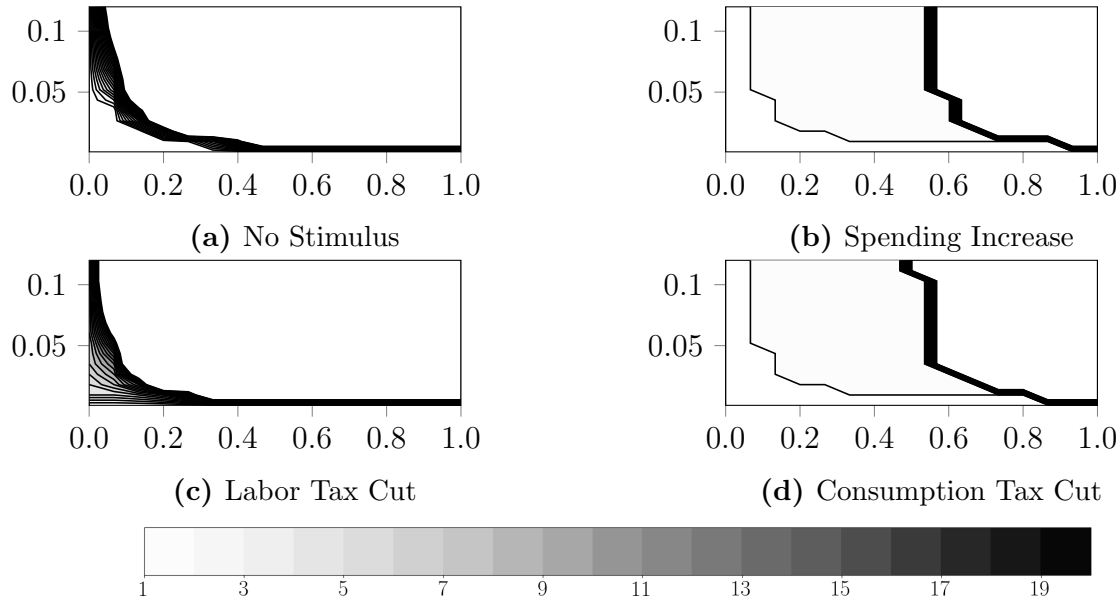 0.1
0.05
0.0 0.2 0.4 0.6 0.8 1.0
(a) No Stimulus
0.1
0.05
0.0 0.2 0.4 0.6 0.8 1.0
(b) Spending Increase
0.1
0.05
0.0 0.2 0.4 0.6 0.8 1.0
(c) Labor Tax Cut
0.1
0.05
0.0 0.2 0.4 0.6 0.8 1.0
(d) Consumption Tax Cut
1 3 5 7 9 11 13 15 17 19